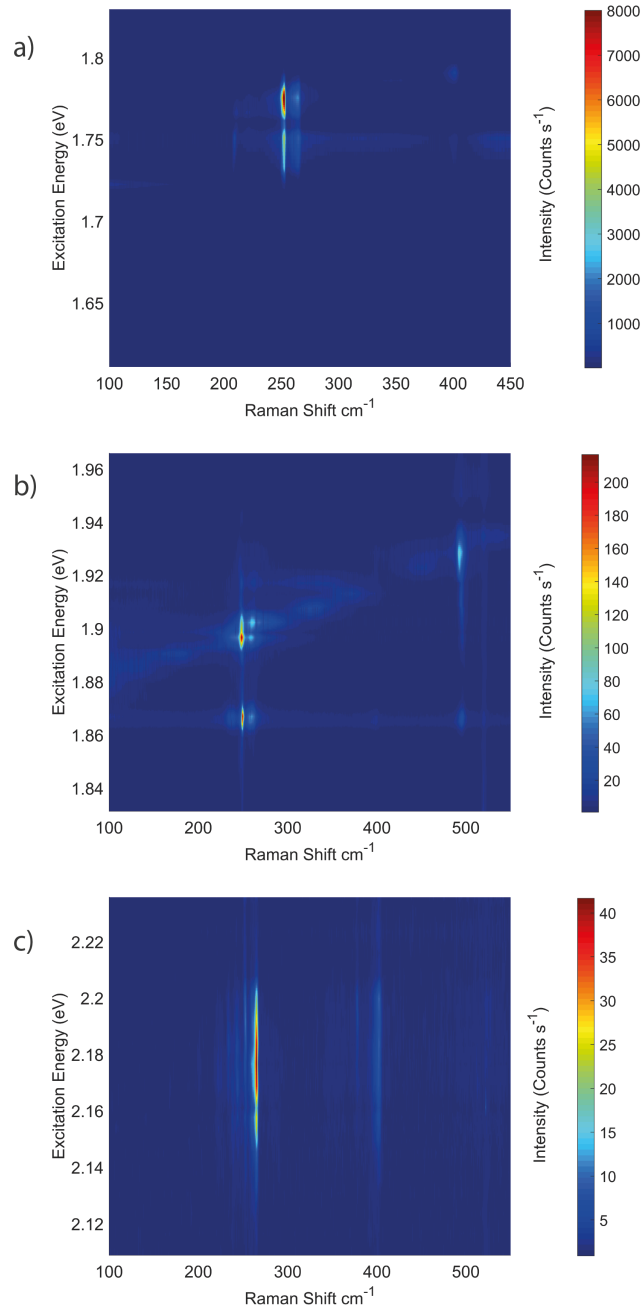 a)
1.8
1.75
1.7
1.65
Excitation Energy (eV)
100 150 200 250 300 350 400 450
Raman Shift cm⁻¹
8000
7000
6000
5000
4000
3000
2000
1000
Intensity (Counts s⁻¹)
b)
1.96
1.94
1.92
1.9
1.88
1.86
1.84
Excitation Energy (eV)
100 200 300 400 500
Raman Shift cm⁻¹
200
180
160
140
120
100
80
60
40
20
Intensity (Counts s⁻¹)
c)
2.22
2.2
2.18
2.16
2.14
2.12
Excitation Energy (eV)
100 200 300 400 500
Raman Shift cm⁻¹
40
35
30
25
20
15
10
5
Intensity (Counts s⁻¹)